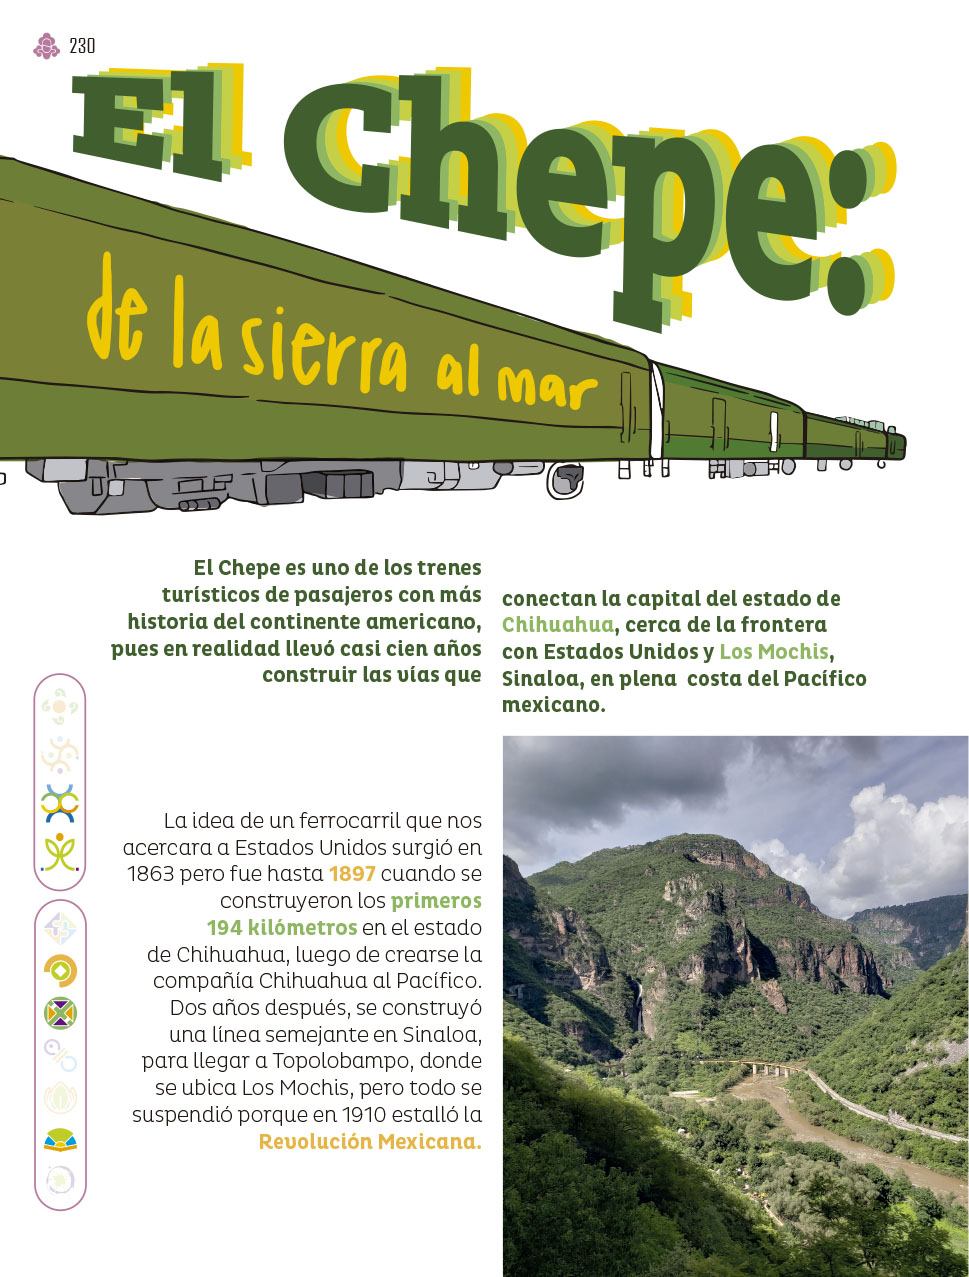 230
El Chepe:
de la sierra al mar
El Chepe es uno de los trenes
turísticos de pasajeros con más
historia del continente americano,
pues en realidad llevó casi cien años
construir las vías que
conectan la capital del estado de
Chihuahua, cerca de la frontera
con Estados Unidos y Los Mochis,
Sinaloa, en plena costa del Pacífico
mexicano.
La idea de un ferrocarril que nos
acercara a Estados Unidos surgió en
1863 pero fue hasta 1897 cuando se
construyeron los primeros
194 kilómetros en el estado
de Chihuahua, luego de crearse la
compañía Chihuahua al Pacífico.
Dos años después, se construyó
una línea semejante en Sinaloa,
para llegar a Topolobampo, donde
se ubica Los Mochis, pero todo se
suspendió porque en 1910 estalló la
Revolución Mexicana.